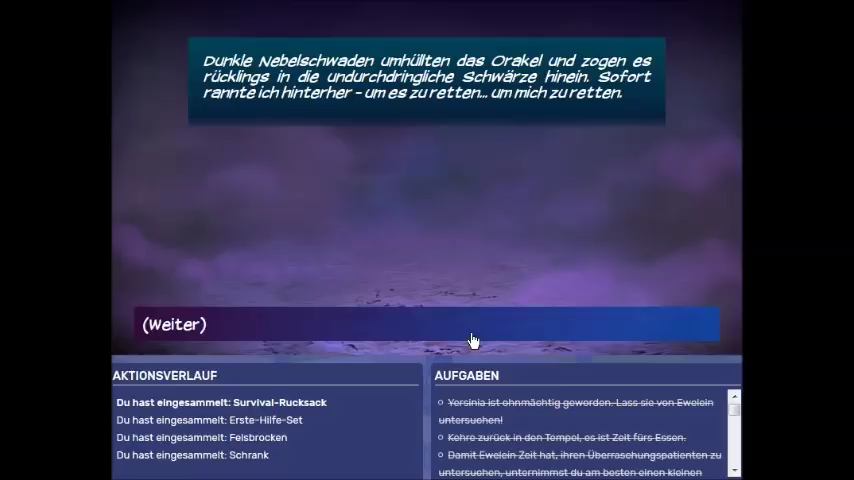 Dunkle Nebelschwaden umhüllten das Orakel und zogen es
rücklings in die undurchdringliche Schwärze hinein. Sofort
rannte ich hinterher - um es zu retten... um mich zu retten.
(Weiter)
AKTIONSVERLAUF
Du hast eingesammelt: Survival-Rucksack
Du hast eingesammelt: Erste-Hilfe-Set
Du hast eingesammelt: Felsbrocken
Du hast eingesammelt: Schrank
AUFGABEN
Yersinia ist ohnmächtig geworden. Lass sie von Ewelein
untersuchen!
Kehre zurück in den Tempel, es ist Zeit fürs Essen.
Damit Ewelein Zeit hat, ihren Überraschungspatienten zu
untersuchen, unternimmst du am besten einen kleinen